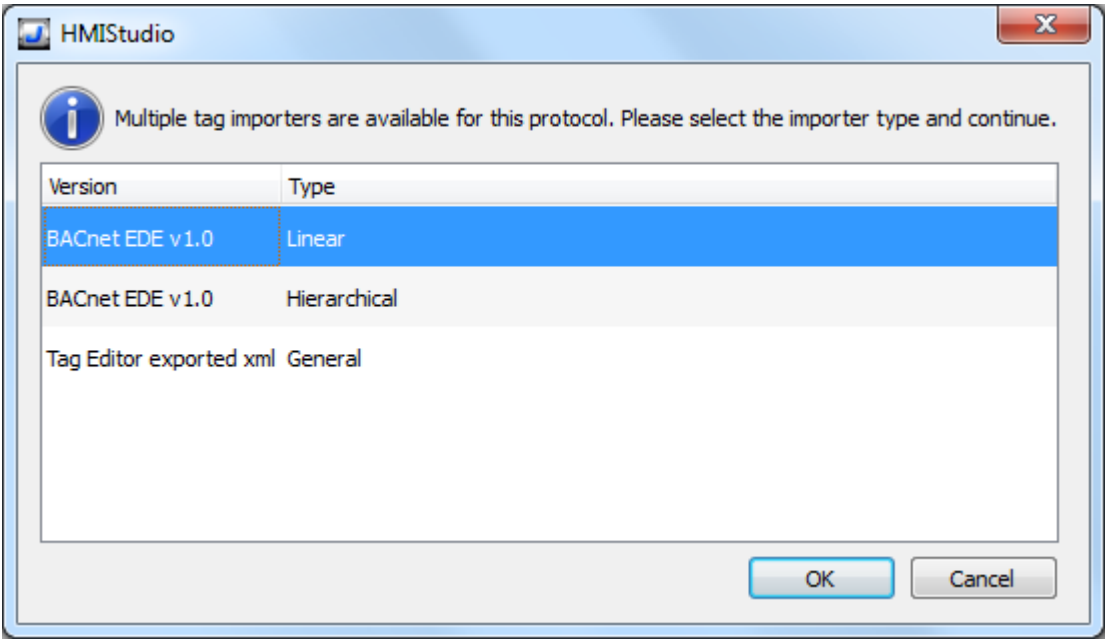 HMIStudio
Multiple tag importers are available for this protocol. Please select the importer type and continue.
Version Type
BACnet EDE v1.0 Linear
BACnet EDE v1.0 Hierarchical
Tag Editor exported xml General
OK Cancel